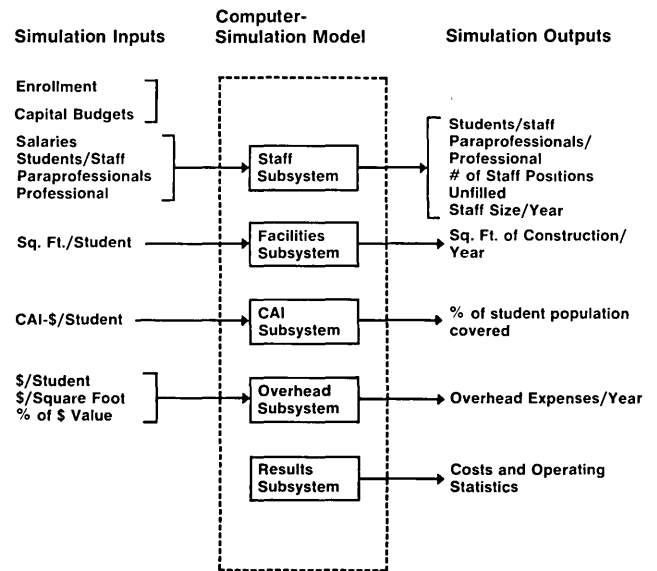 Simulation Inputs
Computer-
Simulation Model
Simulation Outputs
Enrollment
Capital Budgets
Salaries
Students/Staff
Paraprofessionals
Professional
Staff
Subsystem
Students/staff
Paraprofessionals/
Professional
# of Staff Positions
Unfilled
Staff Size/Year
Sq. Ft./Student
Facilities
Subsystem
Sq. Ft. of Construction/
Year
CAI-$/Student
CAI
Subsystem
% of student population
covered
$/Student
$/Square Foot
% of $ Value
Overhead
Subsystem
Overhead Expenses/Year
Results
Subsystem
Costs and Operating
Statistics